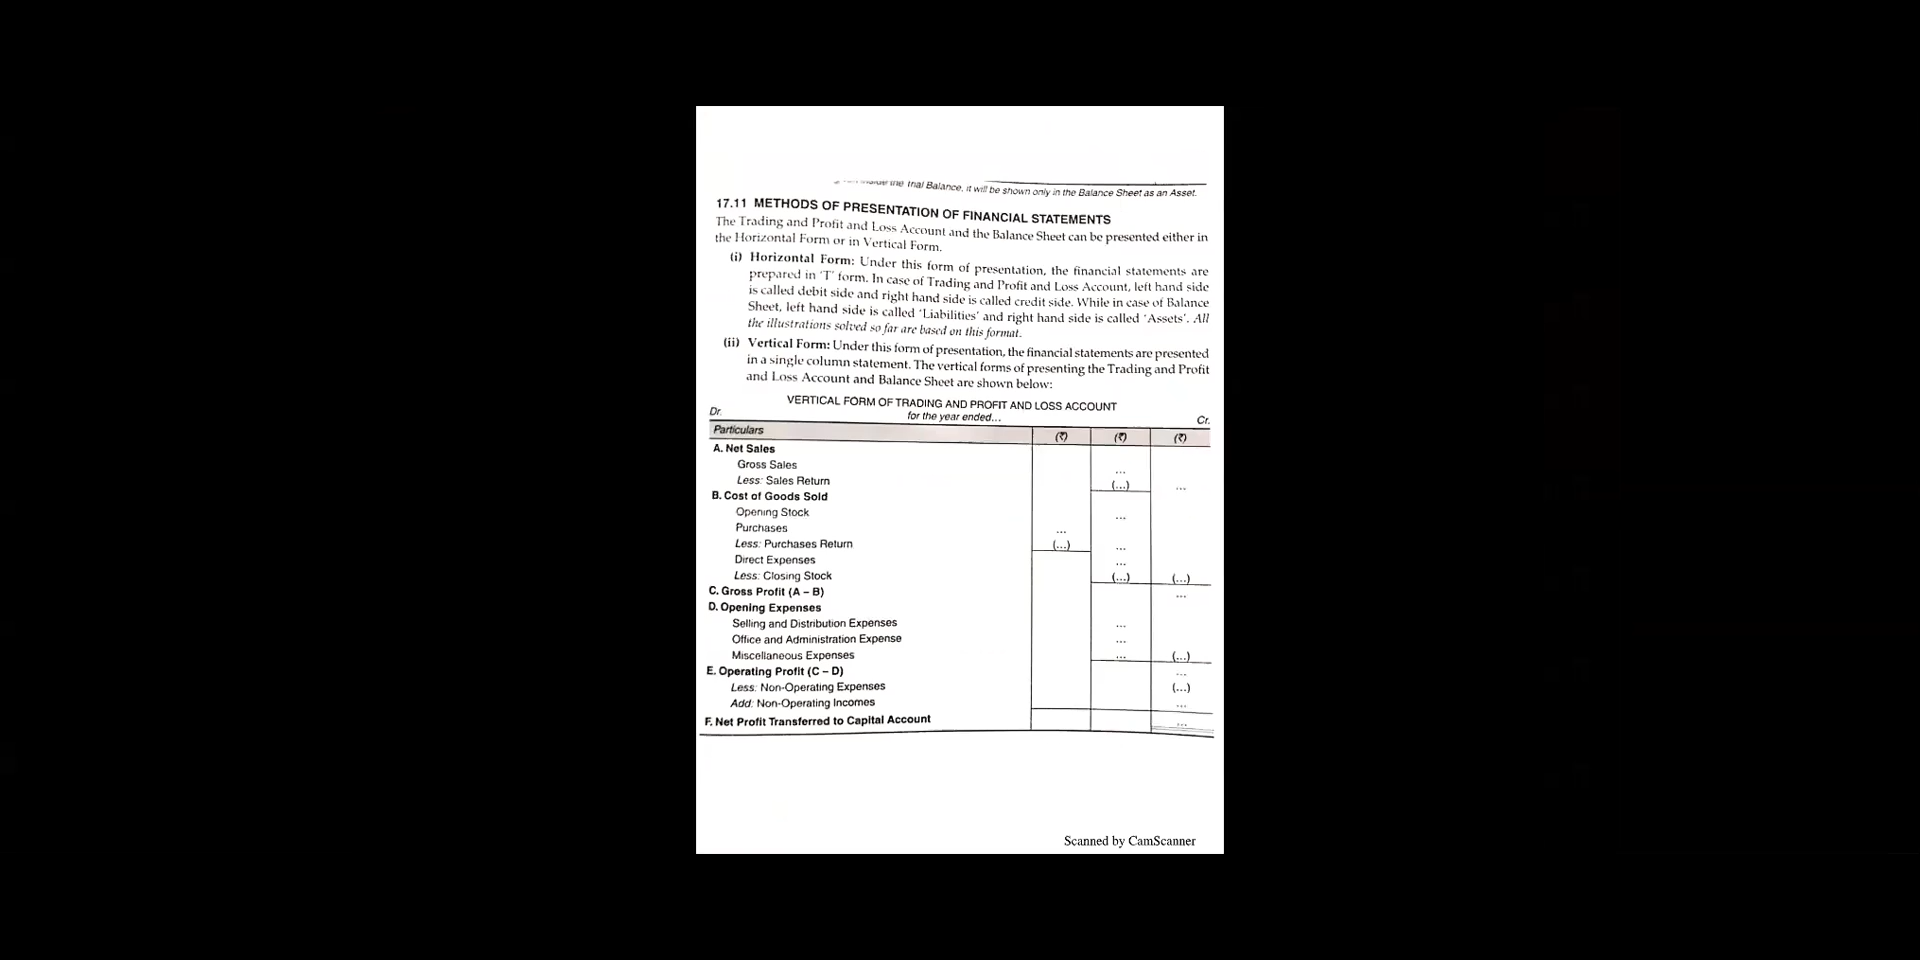 the Trial Balance, it will be shown only in the Balance Sheet as an Asset.
17.11 METHODS OF PRESENTATION OF FINANCIAL STATEMENTS
The Trading and Profit and Loss Account and the Balance Sheet can be presented either in
the Horizontal Form or in Vertical Form.
(i) Horizontal Form: Under this form of presentation, the financial statements are
prepared in 'T' form. In case of Trading and Profit and Loss Account, left hand side
is called debit side and right hand side is called credit side. While in case of Balance
Sheet, left hand side is called 'Liabilities' and right hand side is called 'Assets'. All
the illustrations solved so far are based on this format.
(ii) Vertical Form: Under this form of presentation, the financial statements are presented
in a single column statement. The vertical forms of presenting the Trading and Profit
and Loss Account and Balance Sheet are shown below:
VERTICAL FORM OF TRADING AND PROFIT AND LOSS ACCOUNT
Dr. for the year ended... Cr.
Particulars (₹) (₹) (₹)
A. Net Sales
Gross Sales ...
Less: Sales Return (...) ...
B. Cost of Goods Sold
Opening Stock ...
Purchases ...
Less: Purchases Return (...) ...
Direct Expenses ...
Less: Closing Stock (...) (...)
C. Gross Profit (A – B) ...
D. Opening Expenses
Selling and Distribution Expenses ...
Office and Administration Expense ...
Miscellaneous Expenses ... (...)
E. Operating Profit (C – D) ...
Less: Non-Operating Expenses (...)
Add: Non-Operating Incomes ...
F. Net Profit Transferred to Capital Account ...
Scanned by CamScanner